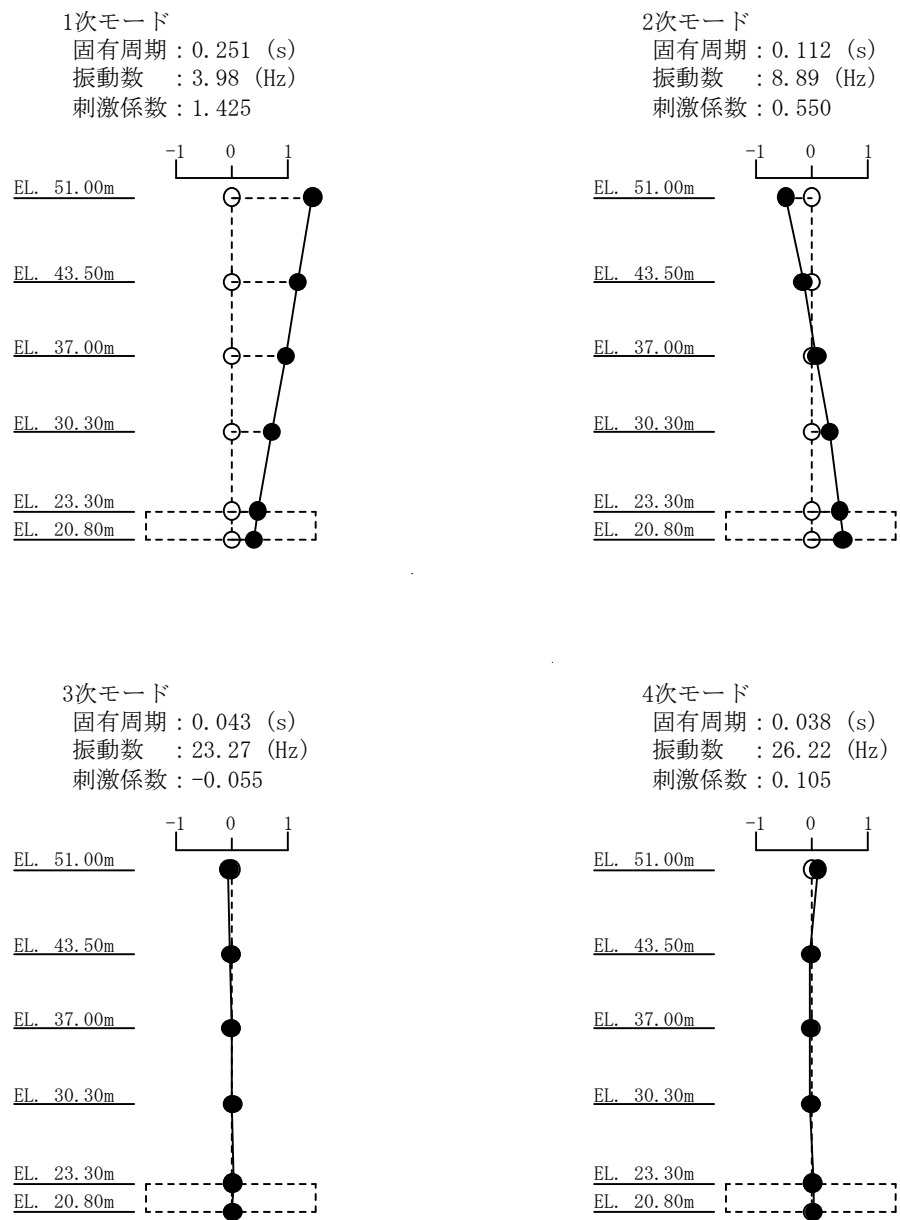 1次モード
固有周期：0.251 (s)
振動数　：3.98 (Hz)
刺激係数：1.425
-1 0 1
EL. 51.00m
EL. 43.50m
EL. 37.00m
EL. 30.30m
EL. 23.30m
EL. 20.80m
2次モード
固有周期：0.112 (s)
振動数　：8.89 (Hz)
刺激係数：0.550
-1 0 1
EL. 51.00m
EL. 43.50m
EL. 37.00m
EL. 30.30m
EL. 23.30m
EL. 20.80m
3次モード
固有周期：0.043 (s)
振動数　：23.27 (Hz)
刺激係数：-0.055
-1 0 1
EL. 51.00m
EL. 43.50m
EL. 37.00m
EL. 30.30m
EL. 23.30m
EL. 20.80m
4次モード
固有周期：0.038 (s)
振動数　：26.22 (Hz)
刺激係数：0.105
-1 0 1
EL. 51.00m
EL. 43.50m
EL. 37.00m
EL. 30.30m
EL. 23.30m
EL. 20.80m